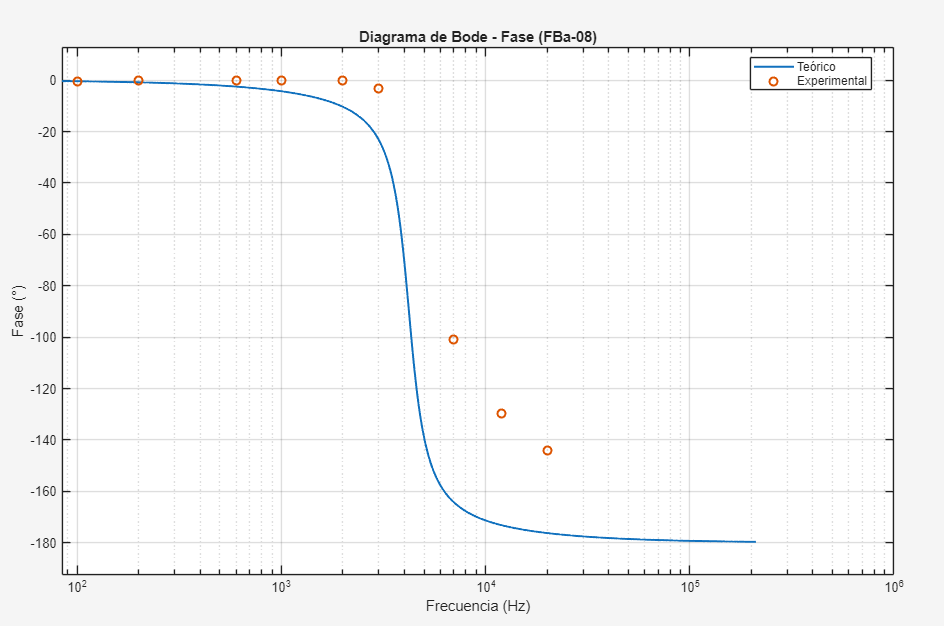 Diagrama de Bode - Fase (FBa-08)
Teórico
Experimental
0
-20
-40
-60
-80
-100
-120
-140
-160
-180
Fase (°)
10² 10³ 10⁴ 10⁵ 10⁶
Frecuencia (Hz)